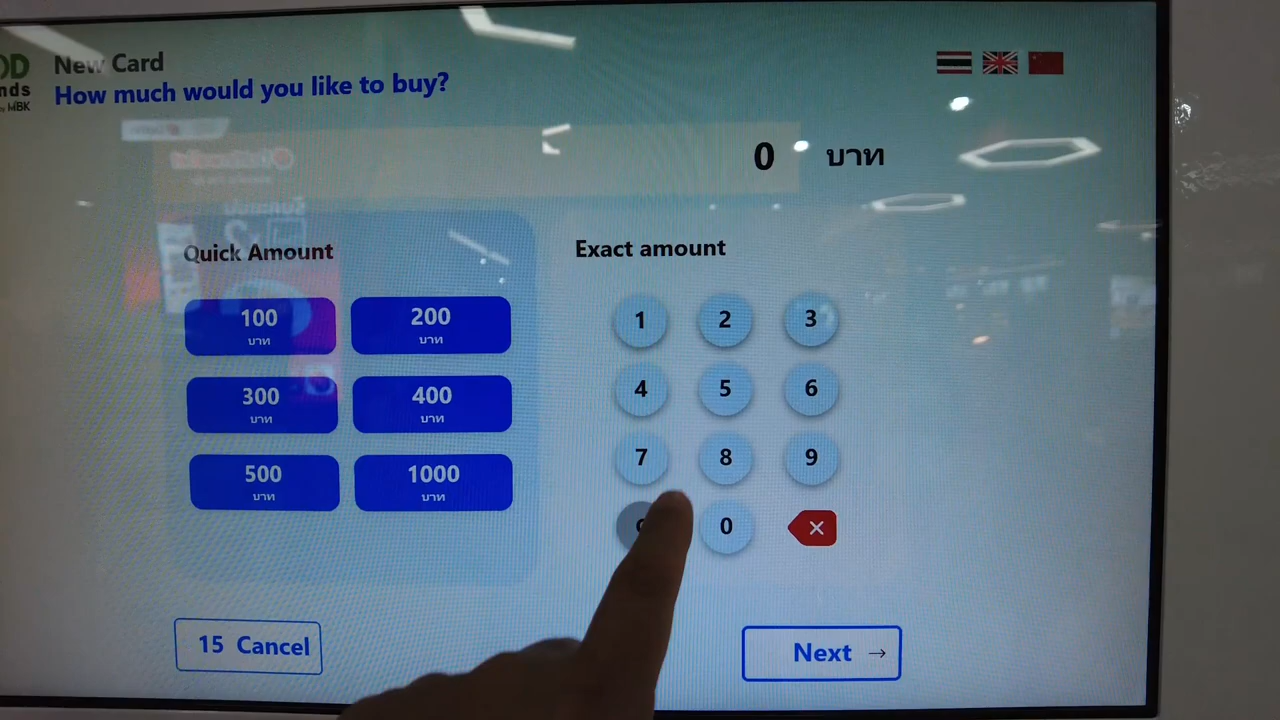 New Card
How much would you like to buy?
by MBK
0 บาท
Quick Amount
100
บาท
200
บาท
300
บาท
400
บาท
500
บาท
1000
บาท
Exact amount
1 2 3
4 5 6
7 8 9
0
15 Cancel
Next →